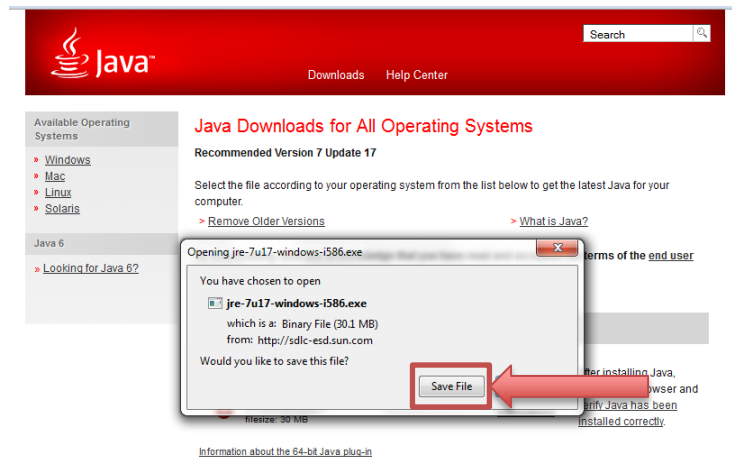 Java™
Search
Downloads Help Center
Available Operating
Systems
» Windows
» Mac
» Linux
» Solaris
Java 6
» Looking for Java 6?
Java Downloads for All Operating Systems
Recommended Version 7 Update 17
Select the file according to your operating system from the list below to get the latest Java for your
computer.
> Remove Older Versions > What is Java?
terms of the end user
Opening jre-7u17-windows-i586.exe
You have chosen to open
jre-7u17-windows-i586.exe
which is a: Binary File (30.1 MB)
from: http://sdlc-esd.sun.com
Would you like to save this file?
Save File
After installing Java,
browser and
verify Java has been
installed correctly.
filesize: 30 MB
Information about the 64-bit Java plug-in